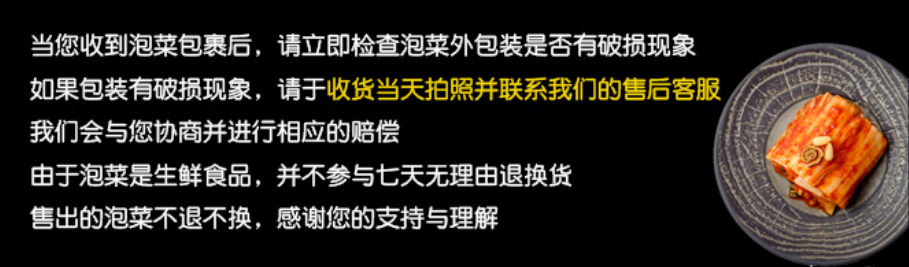 当您收到泡菜包裹后，请立即检查泡菜外包装是否有破损现象
如果包装有破损现象，请于收货当天拍照并联系我们的售后客服
我们会与您协商并进行相应的赔偿
由于泡菜是生鲜食品，并不参与七天无理由退换货
售出的泡菜不退不换，感谢您的支持与理解